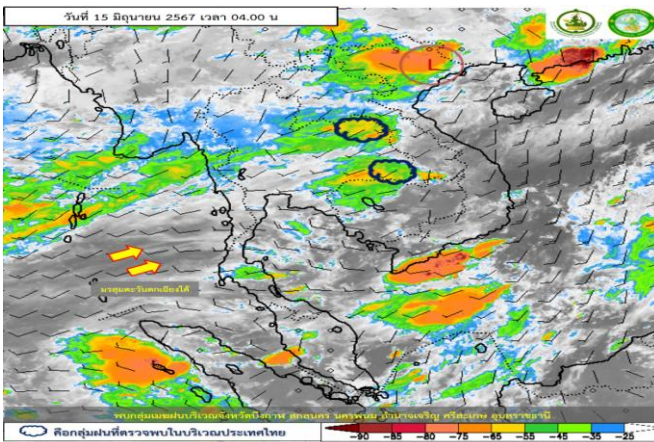 วันที่ 15 มิถุนายน 2567 เวลา 04.00 น
L
มรสุมตะวันตกเฉียงใต้
พบกลุ่มเมฆฝนบริเวณจังหวัดบึงกาฬ สกลนคร นครพนม อำนาจเจริญ ศรีสะเกษ อุบลราชธานี
คือกลุ่มฝนที่ตรวจพบในบริเวณประเทศไทย
-90 -85 -80 -75 -65 -55 -45 -35 -25